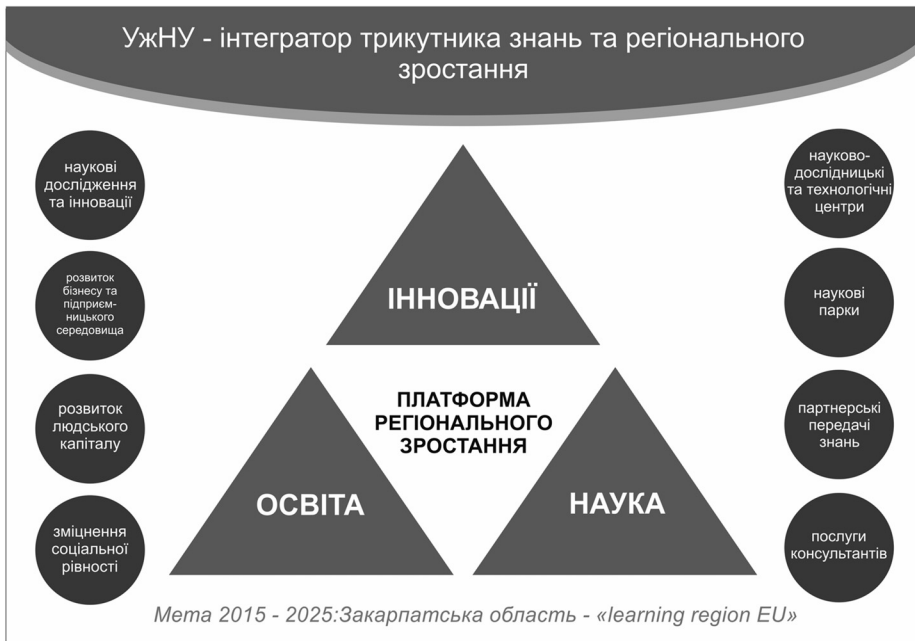 УжНУ - інтегратор трикутника знань та регіонального
зростання
наукові
дослідження
та інновації
розвиток
бізнесу та
підприєм-
ницького
середовища
розвиток
людського
капіталу
зміцнення
соціальної
рівності
ІННОВАЦІЇ
ПЛАТФОРМА
РЕГІОНАЛЬНОГО
ЗРОСТАННЯ
ОСВІТА
НАУКА
науково-
дослідницькі
та технологічні
центри
наукові
парки
партнерські
передачі
знань
послуги
консультантів
Мета 2015 - 2025:Закарпатська область - «learning region EU»